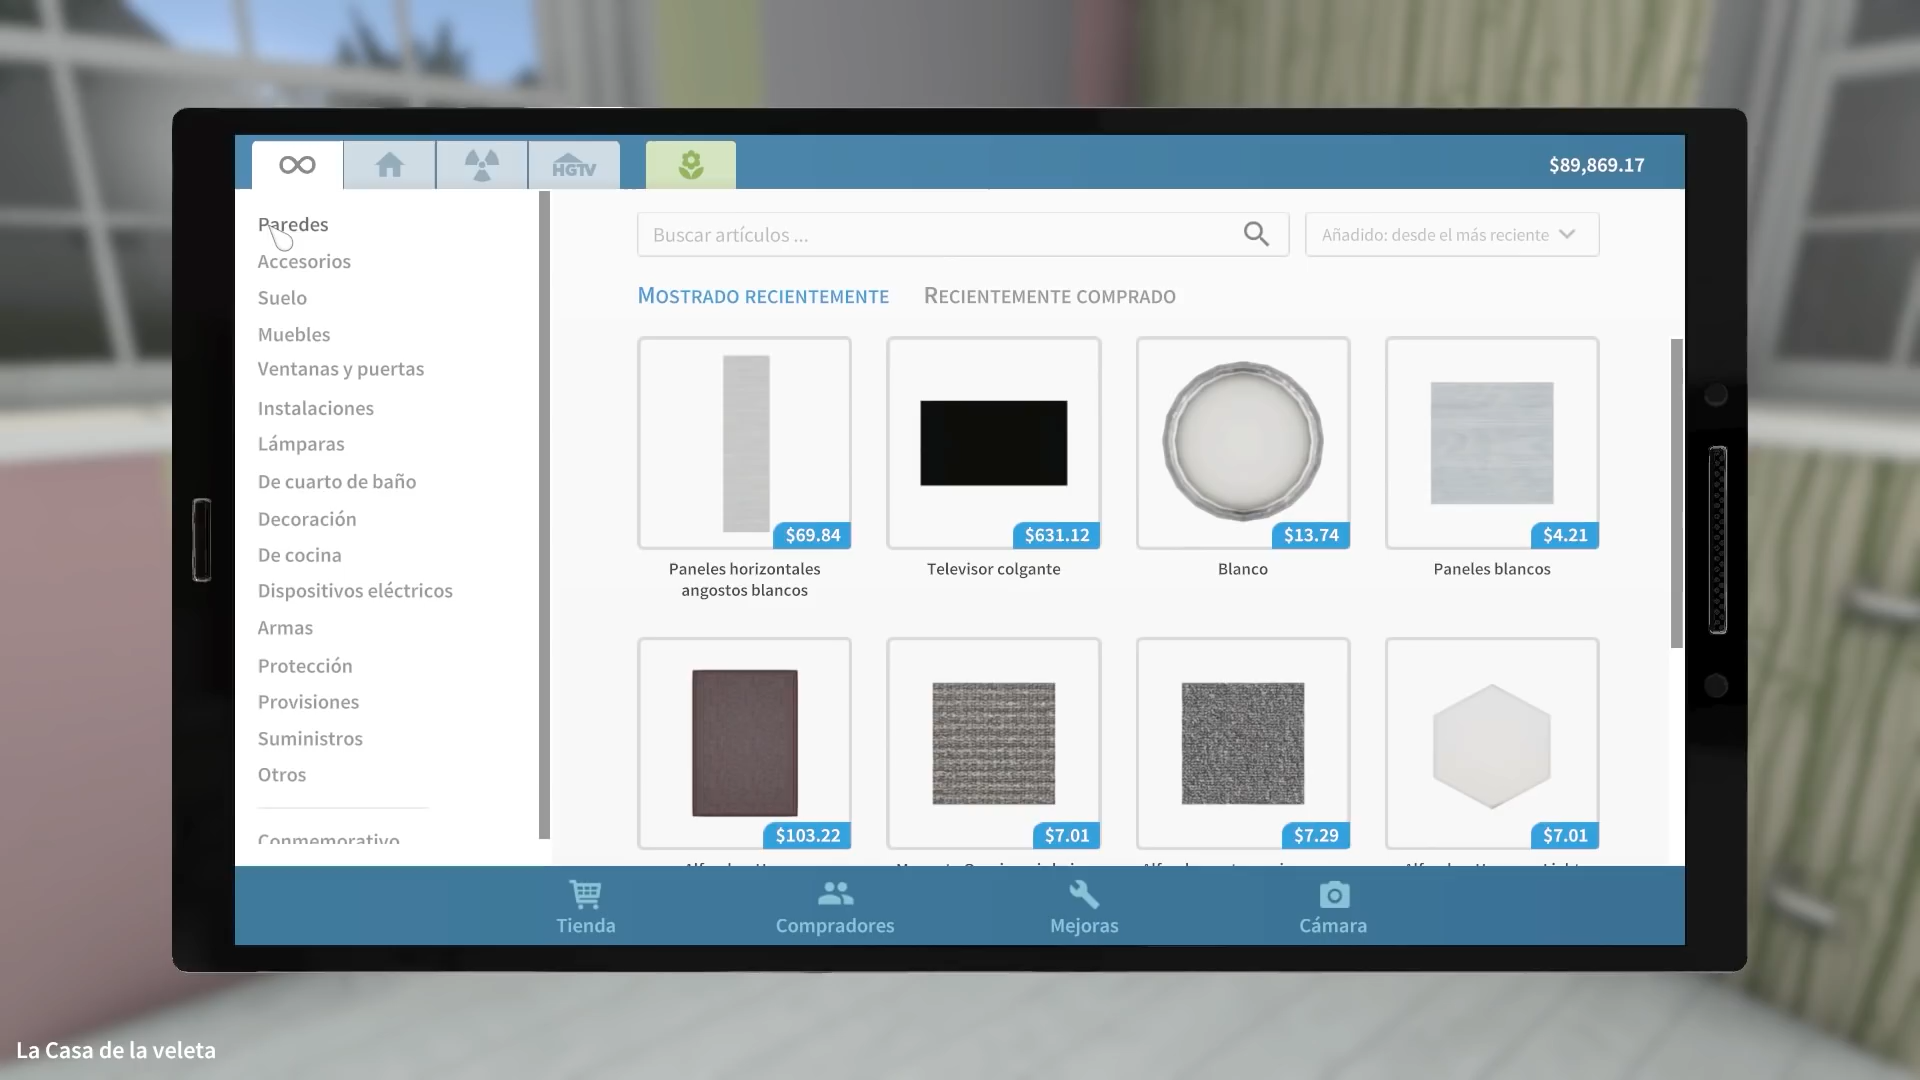 HGTV
$89,869.17
Paredes
Accesorios
Suelo
Muebles
Ventanas y puertas
Instalaciones
Lámparas
De cuarto de baño
Decoración
De cocina
Dispositivos eléctricos
Armas
Protección
Provisiones
Suministros
Otros
Conmemorativo
Buscar artículos ...
Añadido: desde el más reciente
MOSTRADO RECIENTEMENTE
RECIENTEMENTE COMPRADO
$69.84
$631.12
$13.74
$4.21
Paneles horizontales
angostos blancos
Televisor colgante
Blanco
Paneles blancos
$103.22
$7.01
$7.29
$7.01
Tienda
Compradores
Mejoras
Cámara
La Casa de la veleta